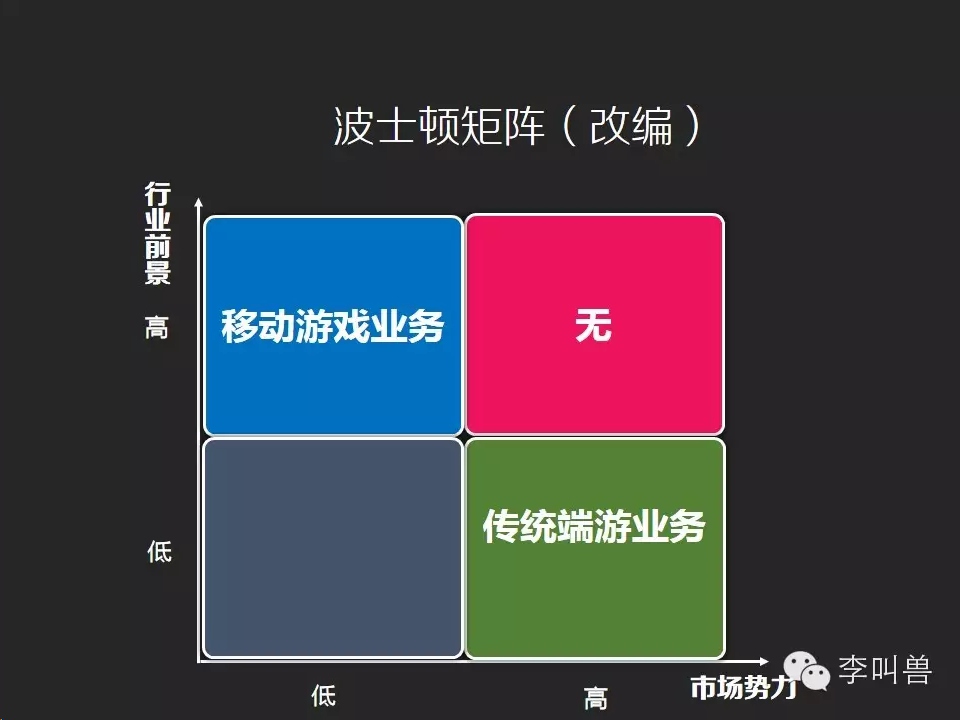 波士顿矩阵（改编）
行业前景
高
移动游戏业务
无
低
传统端游业务
低
高
市场势力
李叫兽